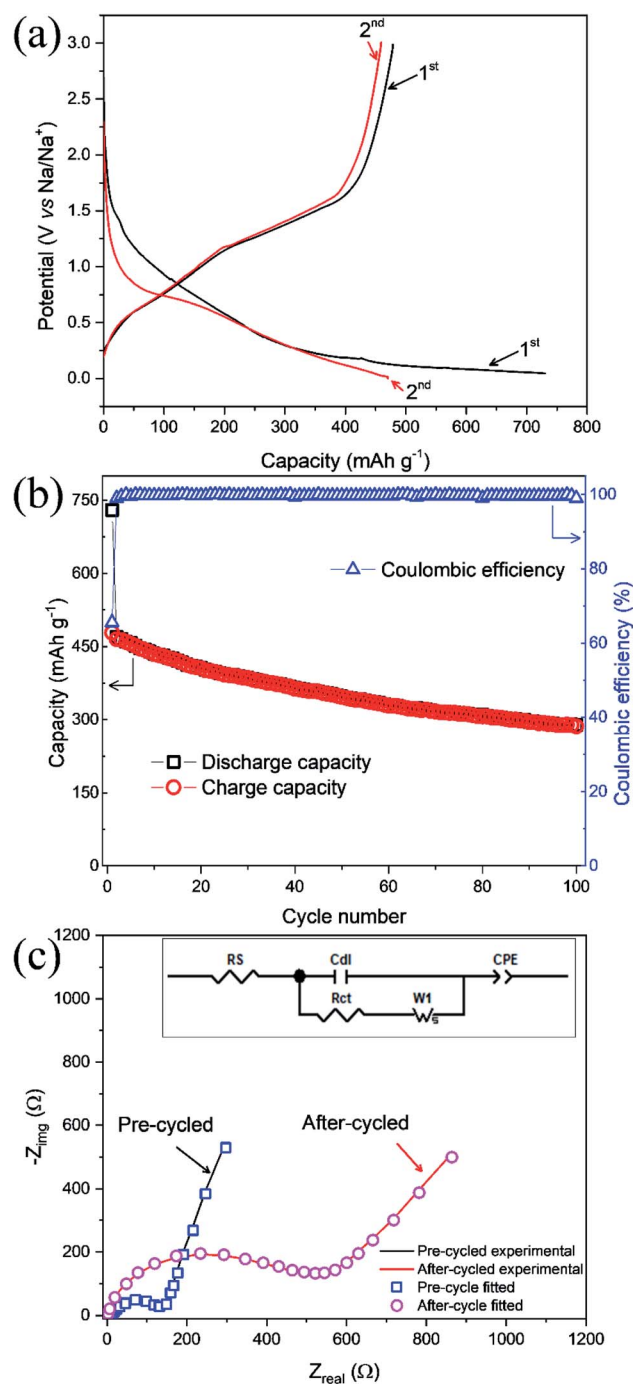 (a)
3.0
2.5
2.0
1.5
1.0
0.5
0.0
Potential (V vs Na/Na+)
2nd
1st
1st
2nd
0 100 200 300 400 500 600 700 800
Capacity (mAh g-1)
(b)
750
600
450
300
150
0
Capacity (mAh g-1)
Coulombic efficiency
Discharge capacity
Charge capacity
100
80
60
40
20
0
Coulombic efficiency (%)
0 20 40 60 80 100
Cycle number
(c)
1200
1000
800
600
400
200
0
-Zimg (Ω)
RS Cdl CPE
Rct W1
s
Pre-cycled
After-cycled
Pre-cycled experimental
After-cycled experimental
Pre-cycle fitted
After-cycle fitted
0 200 400 600 800 1000 1200
Zreal (Ω)